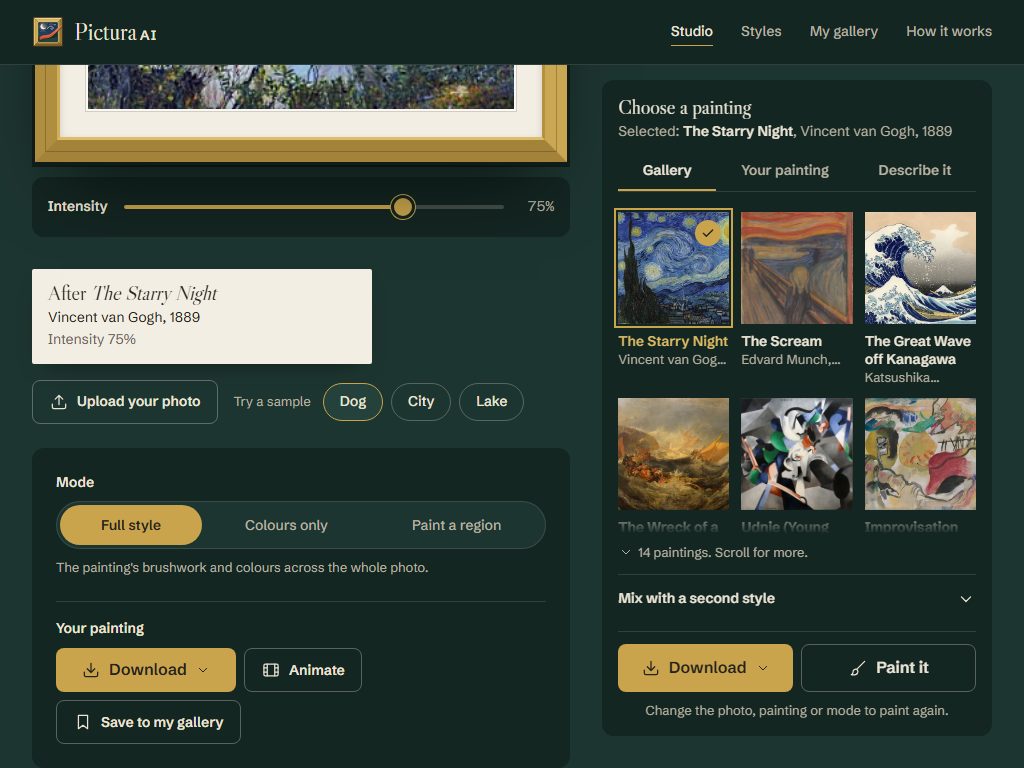 Pictura AI
Studio
Styles
My gallery
How it works
Intensity
75%
After The Starry Night
Vincent van Gogh, 1889
Intensity 75%
Upload your photo
Try a sample
Dog
City
Lake
Mode
Full style
Colours only
Paint a region
The painting's brushwork and colours across the whole photo.
Your painting
Download
Animate
Save to my gallery
Choose a painting
Selected: The Starry Night, Vincent van Gogh, 1889
Gallery
Your painting
Describe it
The Starry Night
Vincent van Gog...
The Scream
Edvard Munch,...
The Great Wave
off Kanagawa
Katsushika...
The Wreck of a
Udnie (Young
Improvisation
14 paintings. Scroll for more.
Mix with a second style
Download
Paint it
Change the photo, painting or mode to paint again.